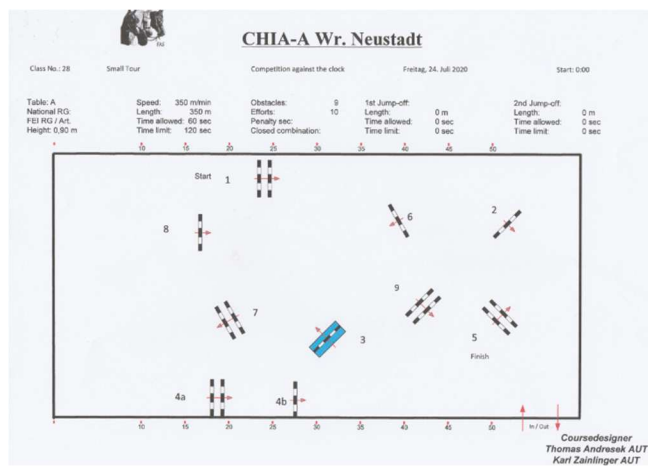 FEI
CHIA-A Wr. Neustadt
Class No.: 28 Small Tour Competition against the clock Freitag, 24. Juli 2020 Start: 0:00
Table: A Speed: 350 m/min Obstacles: 9 1st Jump-off: 2nd Jump-off:
National RG: Length: 350 m Efforts: 10 Length: 0 m Length: 0 m
FEI RG / Art. Time allowed: 60 sec Penalty sec: Time allowed: 0 sec Time allowed: 0 sec
Height: 0,90 m Time limit: 120 sec Closed combination: Time limit: 0 sec Time limit: 0 sec
10 15 20 25 30 35 40 45 50
Start 1
8 6 2
9
7 3 5
Finish
4a 4b
10 15 20 25 30 35 40 45 50 In / Out
Coursedesigner
Thomas Andresek AUT
Karl Zainlinger AUT